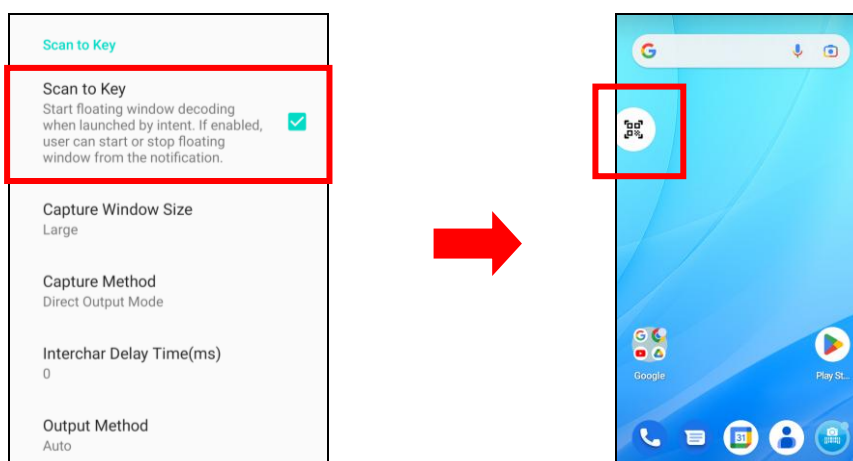 Scan to Key
Scan to Key
Start floating window decoding
when launched by intent. If enabled,
user can start or stop floating
window from the notification.
Capture Window Size
Large
Capture Method
Direct Output Mode
Interchar Delay Time(ms)
0
Output Method
Auto
G
Google
Play St...
31